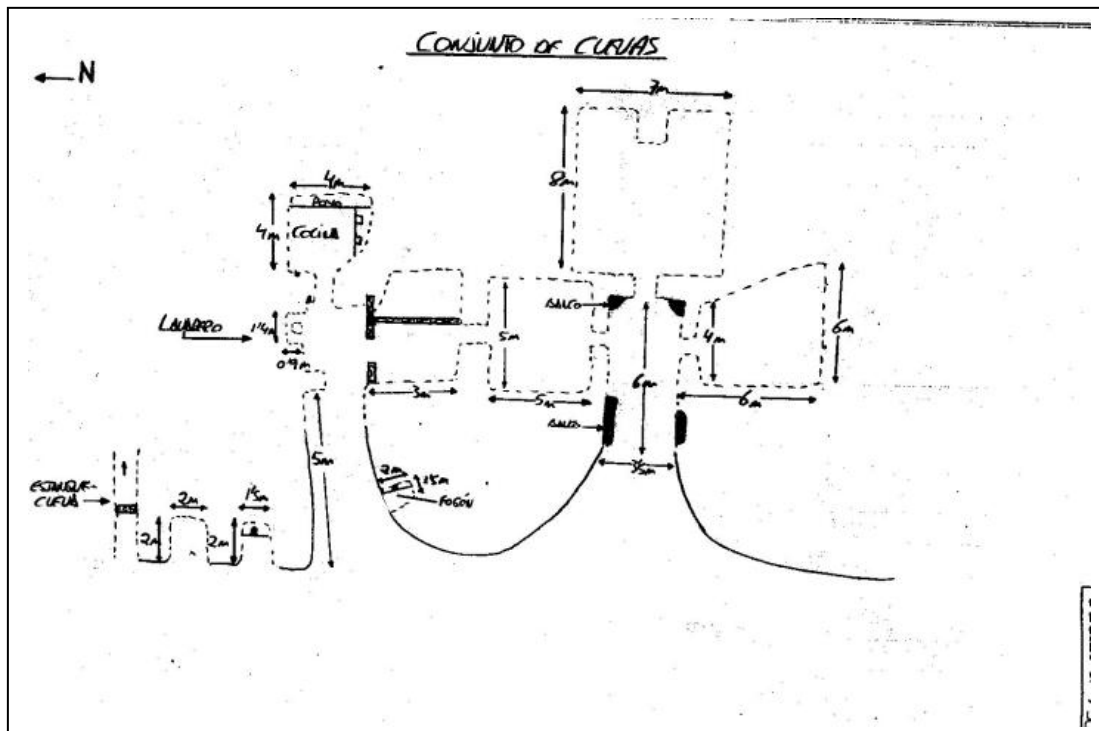 CONJUNTO DE CUEVAS
N
7m
8m
4m
POYO
COCINA
4m
BANCO
LAVADERO
1'4m
0'9m
5m
4m
6m
6m
3m
5m
6m
BANCO
3'5m
5m
2m
1'5m
FOGÓN
ESTANQUE-
CUEVA
2m
1'5m
2m
2m